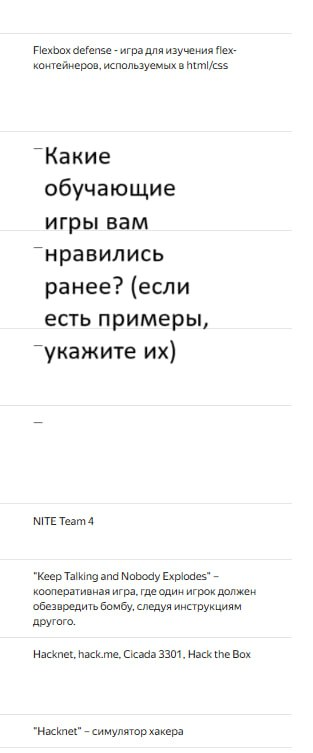 Flexbox defense - игра для изучения flex-
контейнеров, используемых в html/css
Какие
обучающие
игры вам
нравились
ранее? (если
есть примеры,
укажите их)
—
NITE Team 4
"Keep Talking and Nobody Explodes" –
кооперативная игра, где один игрок должен
обезвредить бомбу, следуя инструкциям
другого.
Hacknet, hack.me, Cicada 3301, Hack the Box
"Hacknet" – симулятор хакера